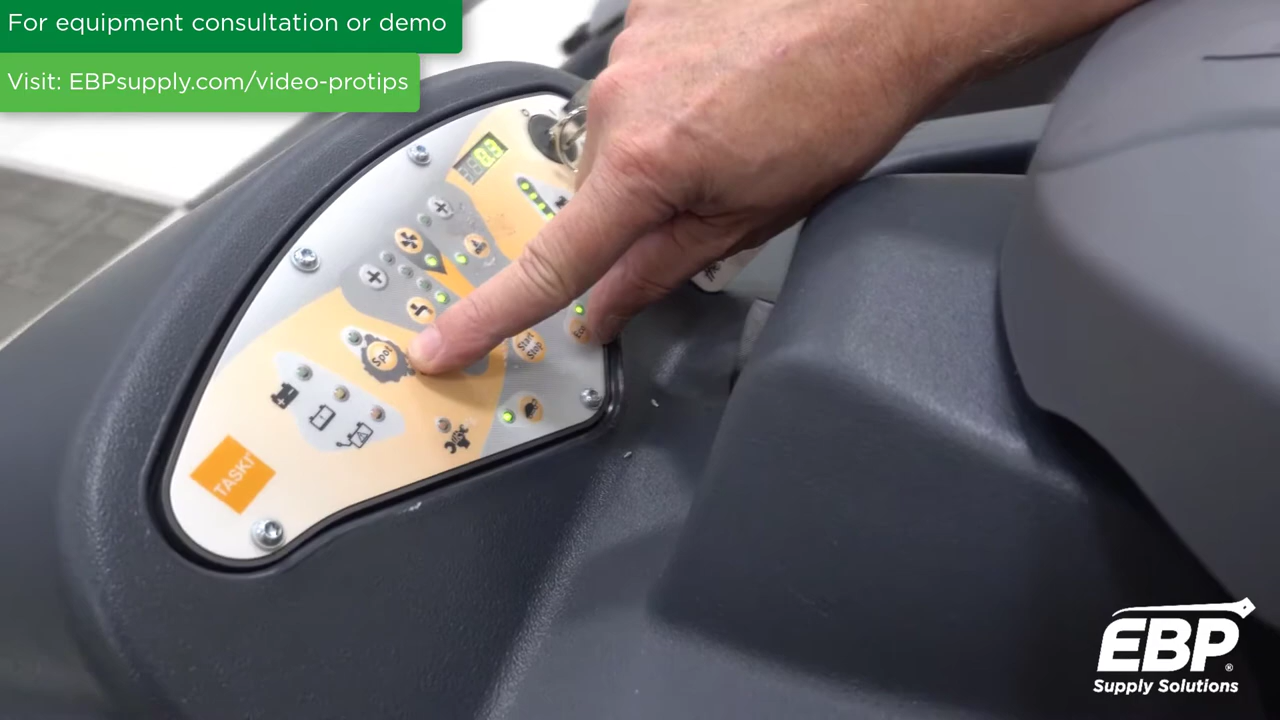 For equipment consultation or demo
Visit: EBPsupply.com/video-protips
Spot
Start
Stop
TASKI
EBP®
Supply Solutions